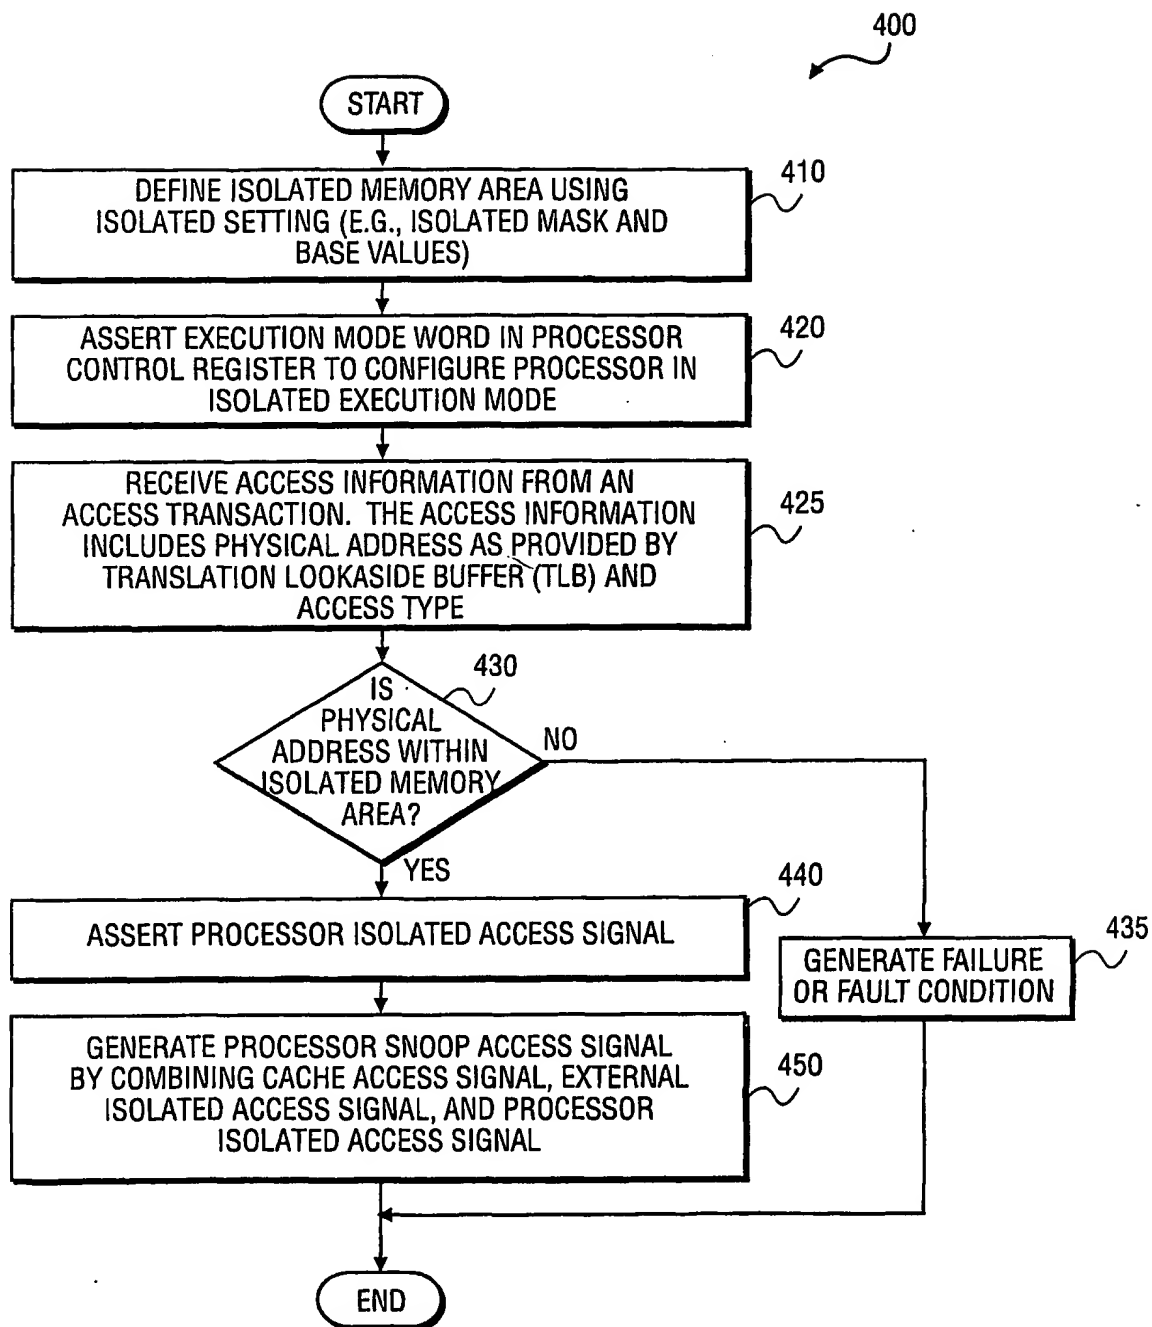 400
START
DEFINE ISOLATED MEMORY AREA USING
ISOLATED SETTING (E.G., ISOLATED MASK AND
BASE VALUES)
410
ASSERT EXECUTION MODE WORD IN PROCESSOR
CONTROL REGISTER TO CONFIGURE PROCESSOR IN
ISOLATED EXECUTION MODE
420
RECEIVE ACCESS INFORMATION FROM AN
ACCESS TRANSACTION. THE ACCESS INFORMATION
INCLUDES PHYSICAL ADDRESS AS PROVIDED BY
TRANSLATION LOOKASIDE BUFFER (TLB) AND
ACCESS TYPE
425
430
IS
PHYSICAL
ADDRESS WITHIN
ISOLATED MEMORY
AREA?
NO
YES
440
ASSERT PROCESSOR ISOLATED ACCESS SIGNAL
435
GENERATE FAILURE
OR FAULT CONDITION
GENERATE PROCESSOR SNOOP ACCESS SIGNAL
BY COMBINING CACHE ACCESS SIGNAL, EXTERNAL
ISOLATED ACCESS SIGNAL, AND PROCESSOR
ISOLATED ACCESS SIGNAL
450
END